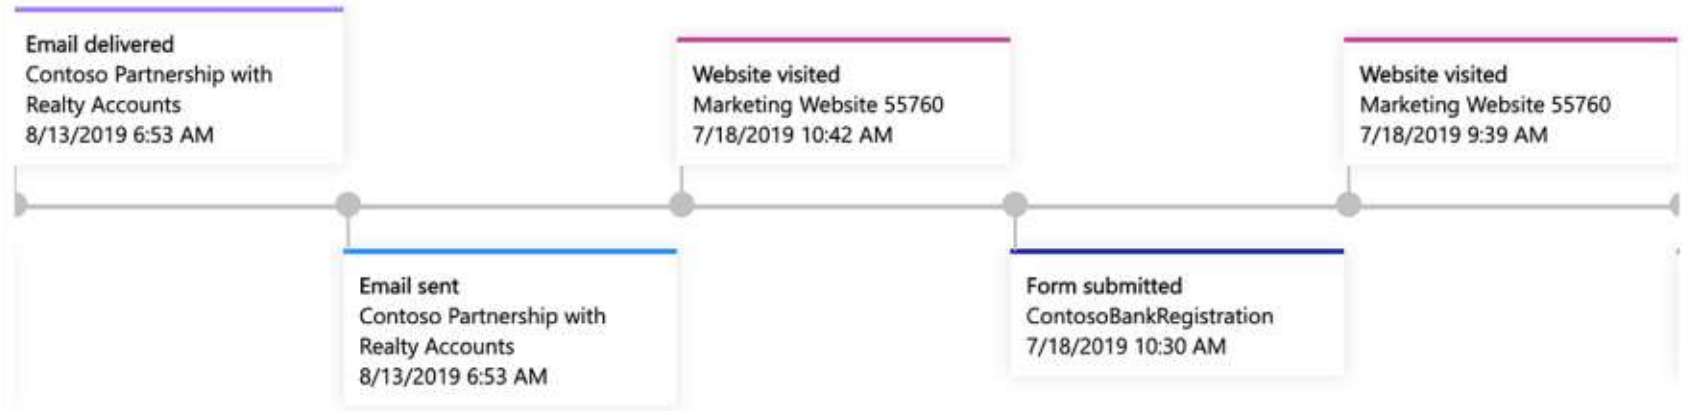 Email delivered
Contoso Partnership with
Realty Accounts
8/13/2019 6:53 AM
Email sent
Contoso Partnership with
Realty Accounts
8/13/2019 6:53 AM
Website visited
Marketing Website 55760
7/18/2019 10:42 AM
Form submitted
ContosoBankRegistration
7/18/2019 10:30 AM
Website visited
Marketing Website 55760
7/18/2019 9:39 AM